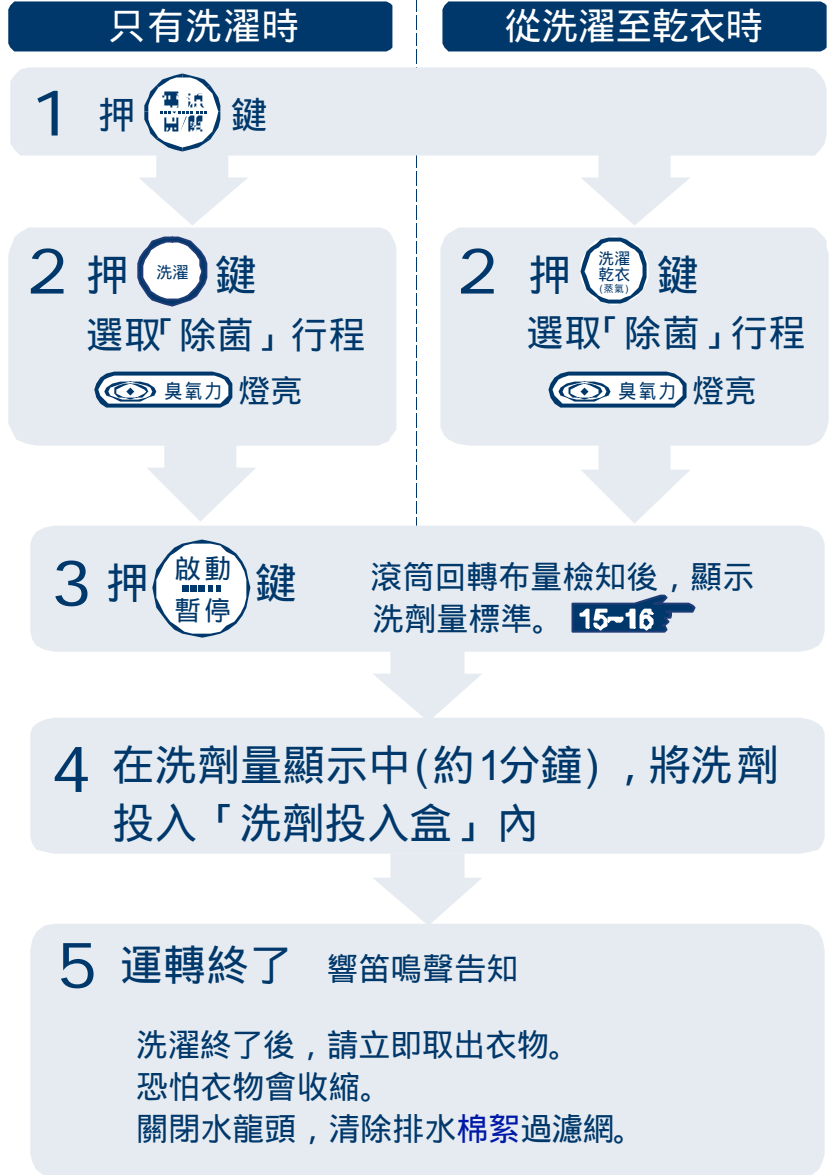 只有洗濯時
從洗濯至乾衣時
1 押 鍵
2 押 洗濯 鍵
選取「除菌」行程
臭氧力 燈亮
2 押 洗濯 乾衣 (蒸氣) 鍵
選取「除菌」行程
臭氧力 燈亮
3 押 啟動 暫停 鍵
滾筒回轉布量檢知後，顯示
洗劑量標準。 15~16
4 在洗劑量顯示中(約1分鐘)，將洗劑
投入「洗劑投入盒」內
5 運轉終了 響笛鳴聲告知
洗濯終了後，請立即取出衣物。
恐怕衣物會收縮。
關閉水龍頭，清除排水棉絮過濾網。